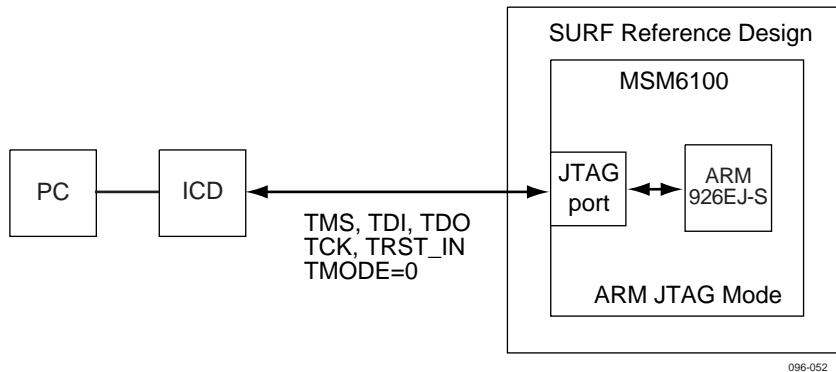 SURF Reference Design
MSM6100
PC
ICD
JTAG
port
ARM
926EJ-S
TMS, TDI, TDO
TCK, TRST_IN
TMODE=0
ARM JTAG Mode
096-052